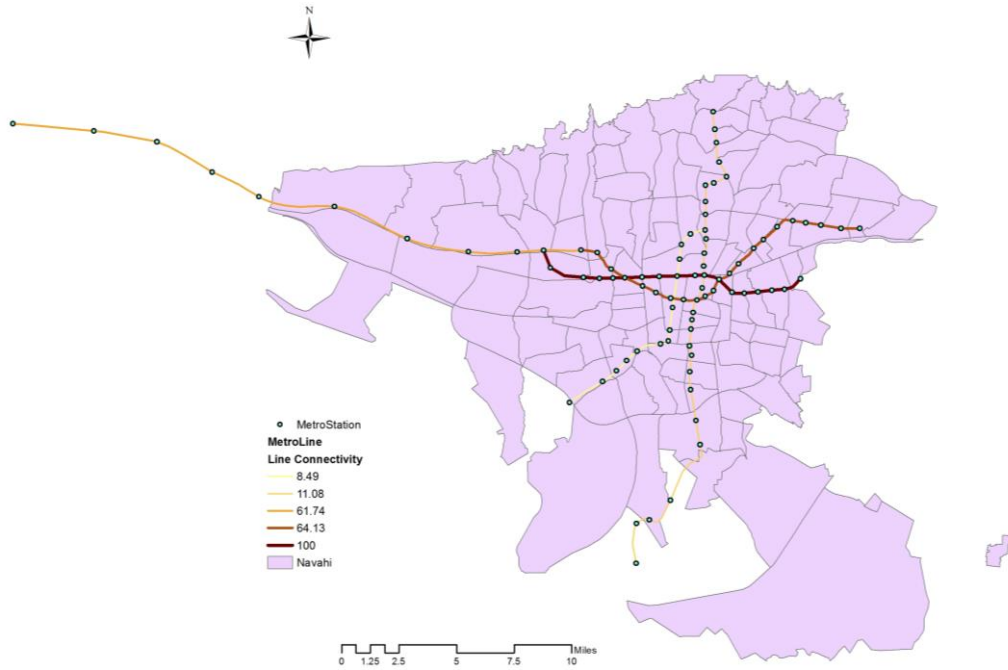 N
MetroStation
MetroLine
Line Connectivity
8.49
11.08
61.74
64.13
100
Navahi
Miles
0 1.25 2.5 5 7.5 10